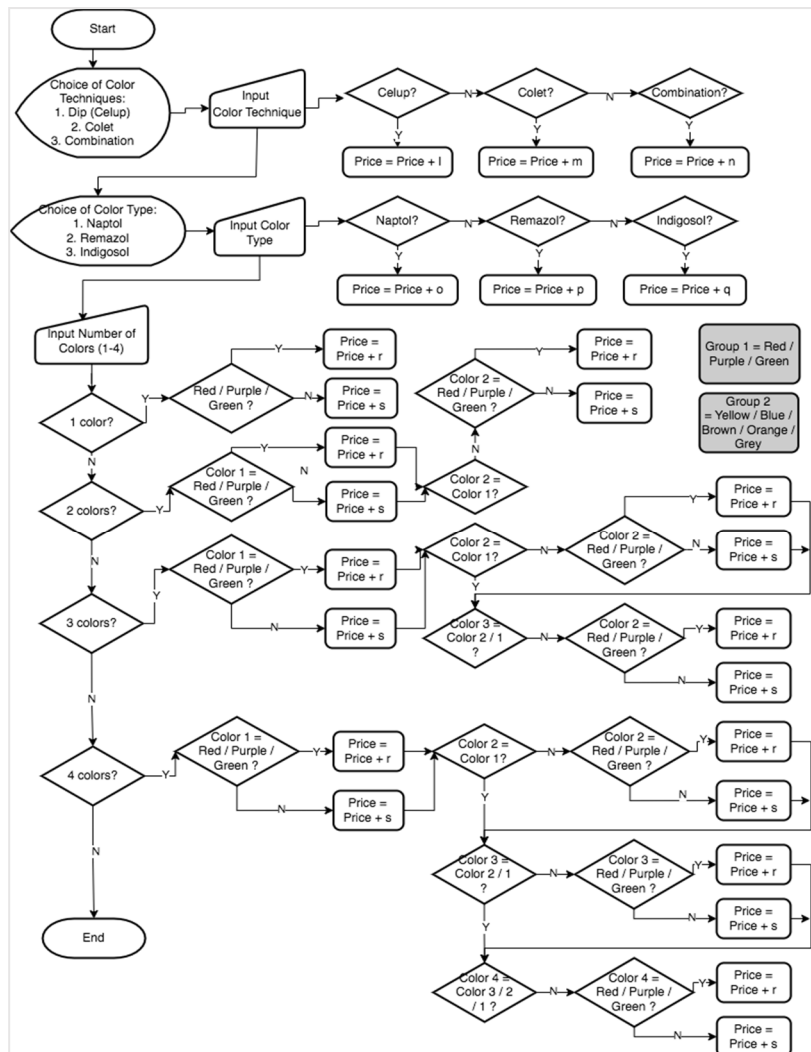 Start
Choice of Color
Techniques:
1. Dip (Celup)
2. Colet
3. Combination
Input
Color Technique
Celup?
N
Colet?
N
Combination?
Y
Y
Y
Price = Price + l
Price = Price + m
Price = Price + n
Choice of Color Type:
1. Naptol
2. Remazol
3. Indigosol
Input Color
Type
Naptol?
N
Remazol?
N
Indigosol?
Y
Y
Y
Price = Price + o
Price = Price + p
Price = Price + q
Input Number of
Colors (1-4)
1 color?
Y
Red / Purple /
Green ?
Y
Price =
Price + r
N
Price =
Price + s
Color 2 =
Red / Purple /
Green ?
Y
Price =
Price + r
N
Price =
Price + s
Group 1 = Red /
Purple / Green
Group 2
= Yellow / Blue /
Brown / Orange /
Grey
N
2 colors?
Y
Color 1 =
Red / Purple /
Green ?
Y
Price =
Price + r
N
Price =
Price + s
N
Color 2 =
Color 1?
N
3 colors?
Y
Color 1 =
Red / Purple /
Green ?
Y
Price =
Price + r
N
Price =
Price + s
Color 2 =
Color 1?
N
Color 2 =
Red / Purple /
Green ?
Y
Price =
Price + r
N
Price =
Price + s
Y
Color 3 =
Color 2 / 1
?
N
Color 2 =
Red / Purple /
Green ?
Y
Price =
Price + r
N
Price =
Price + s
N
4 colors?
Y
Color 1 =
Red / Purple /
Green ?
Y
Price =
Price + r
N
Price =
Price + s
Color 2 =
Color 1?
N
Color 2 =
Red / Purple /
Green ?
Y
Price =
Price + r
N
Price =
Price + s
Y
Color 3 =
Color 2 / 1
?
N
Color 3 =
Red / Purple /
Green ?
Y
Price =
Price + r
N
Price =
Price + s
Y
Color 4 =
Color 3 / 2
/ 1 ?
N
Color 4 =
Red / Purple /
Green ?
Y
Price =
Price + r
N
Price =
Price + s
N
End